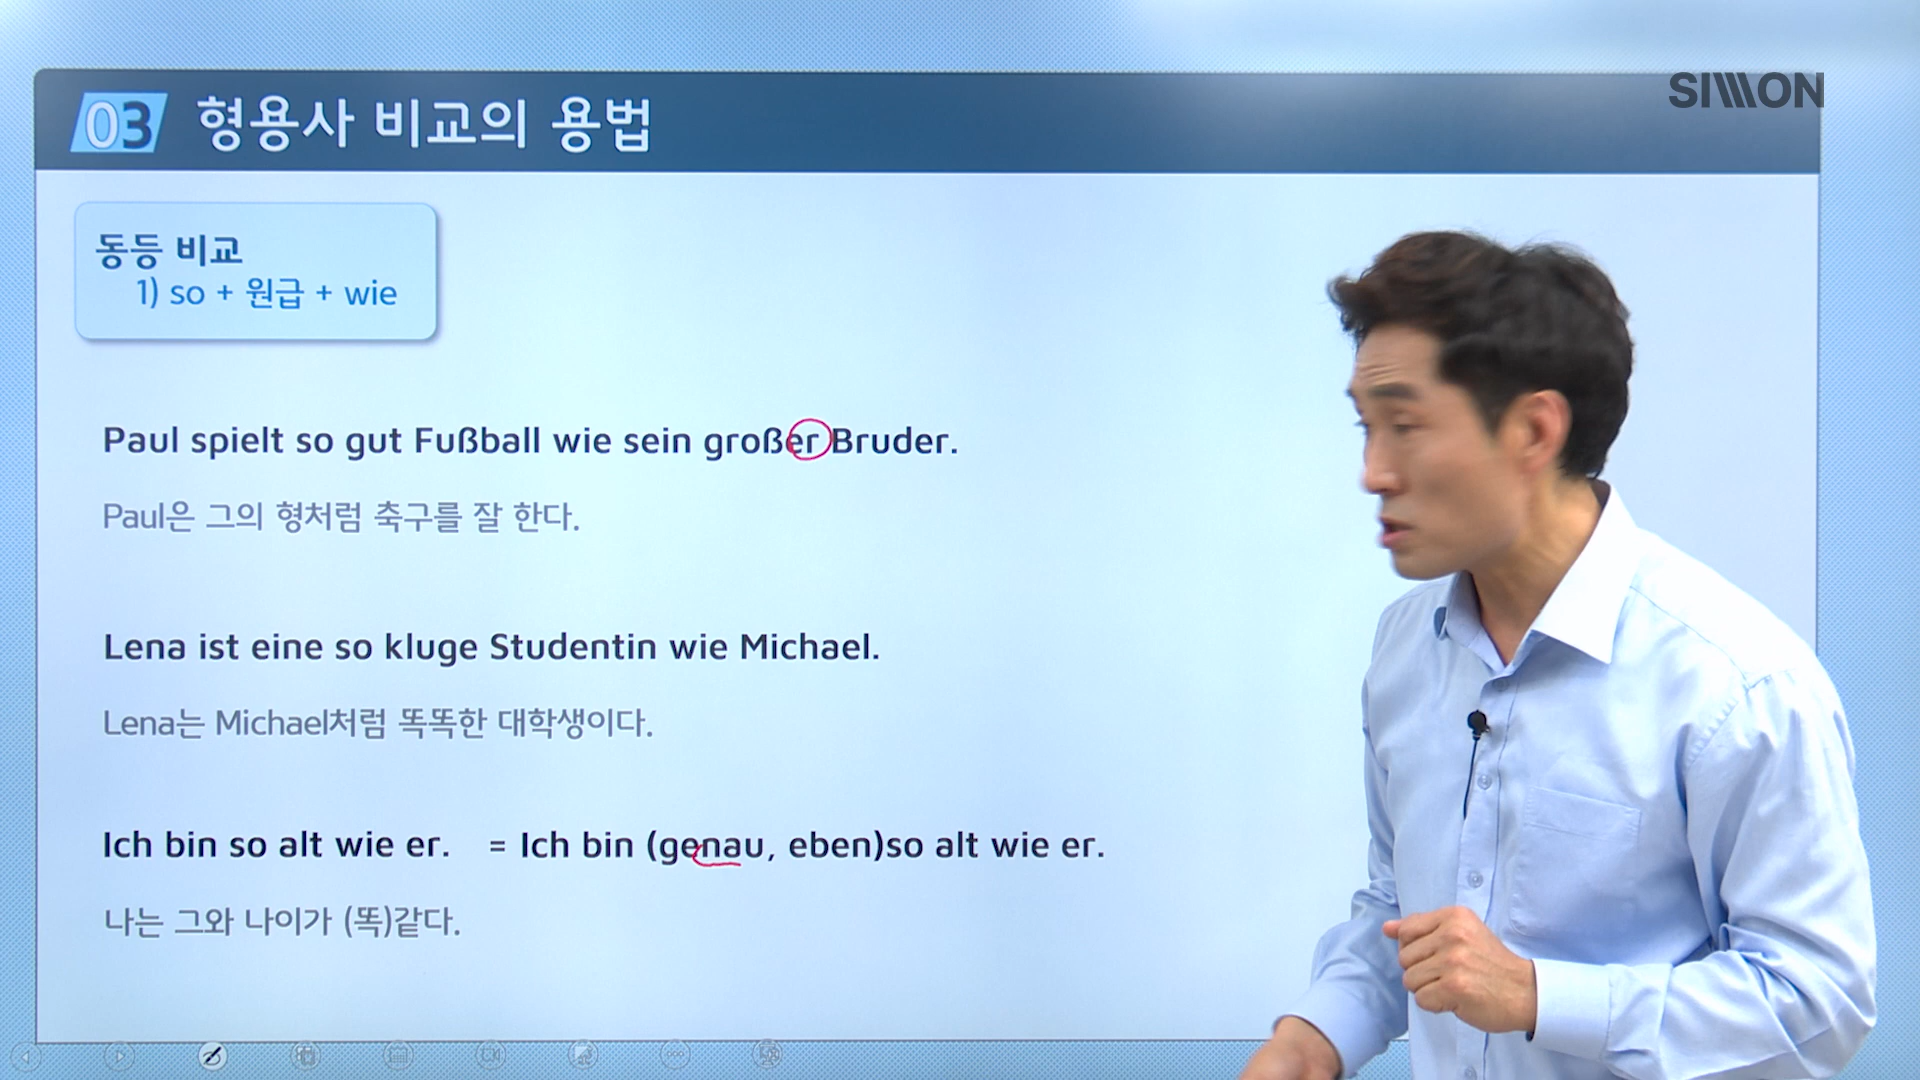 SIMON
03 형용사 비교의 용법
동등 비교
1) so + 원급 + wie
Paul spielt so gut Fußball wie sein großer Bruder.
Paul은 그의 형처럼 축구를 잘 한다.
Lena ist eine so kluge Studentin wie Michael.
Lena는 Michael처럼 똑똑한 대학생이다.
Ich bin so alt wie er. = Ich bin (genau, eben)so alt wie er.
나는 그와 나이가 (똑)같다.